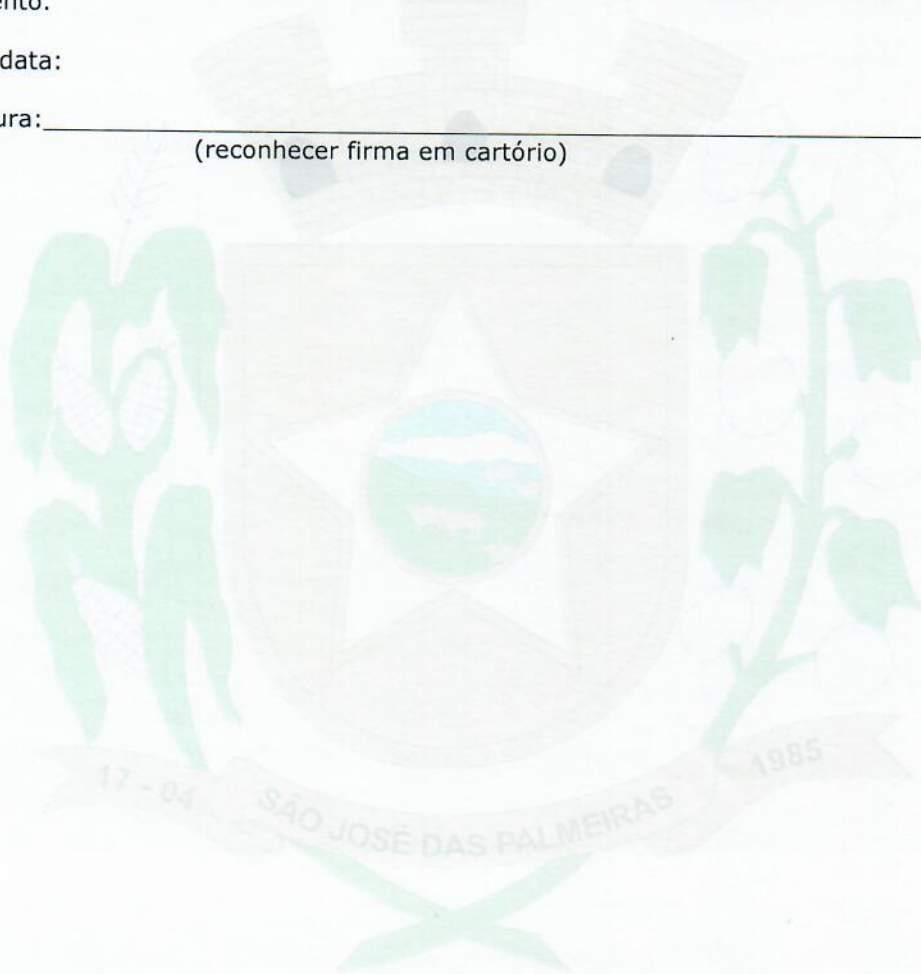 ento:
data:
ura:
(reconhecer firma em cartório)
17 - 04 SÃO JOSÉ DAS PALMEIRAS 1985